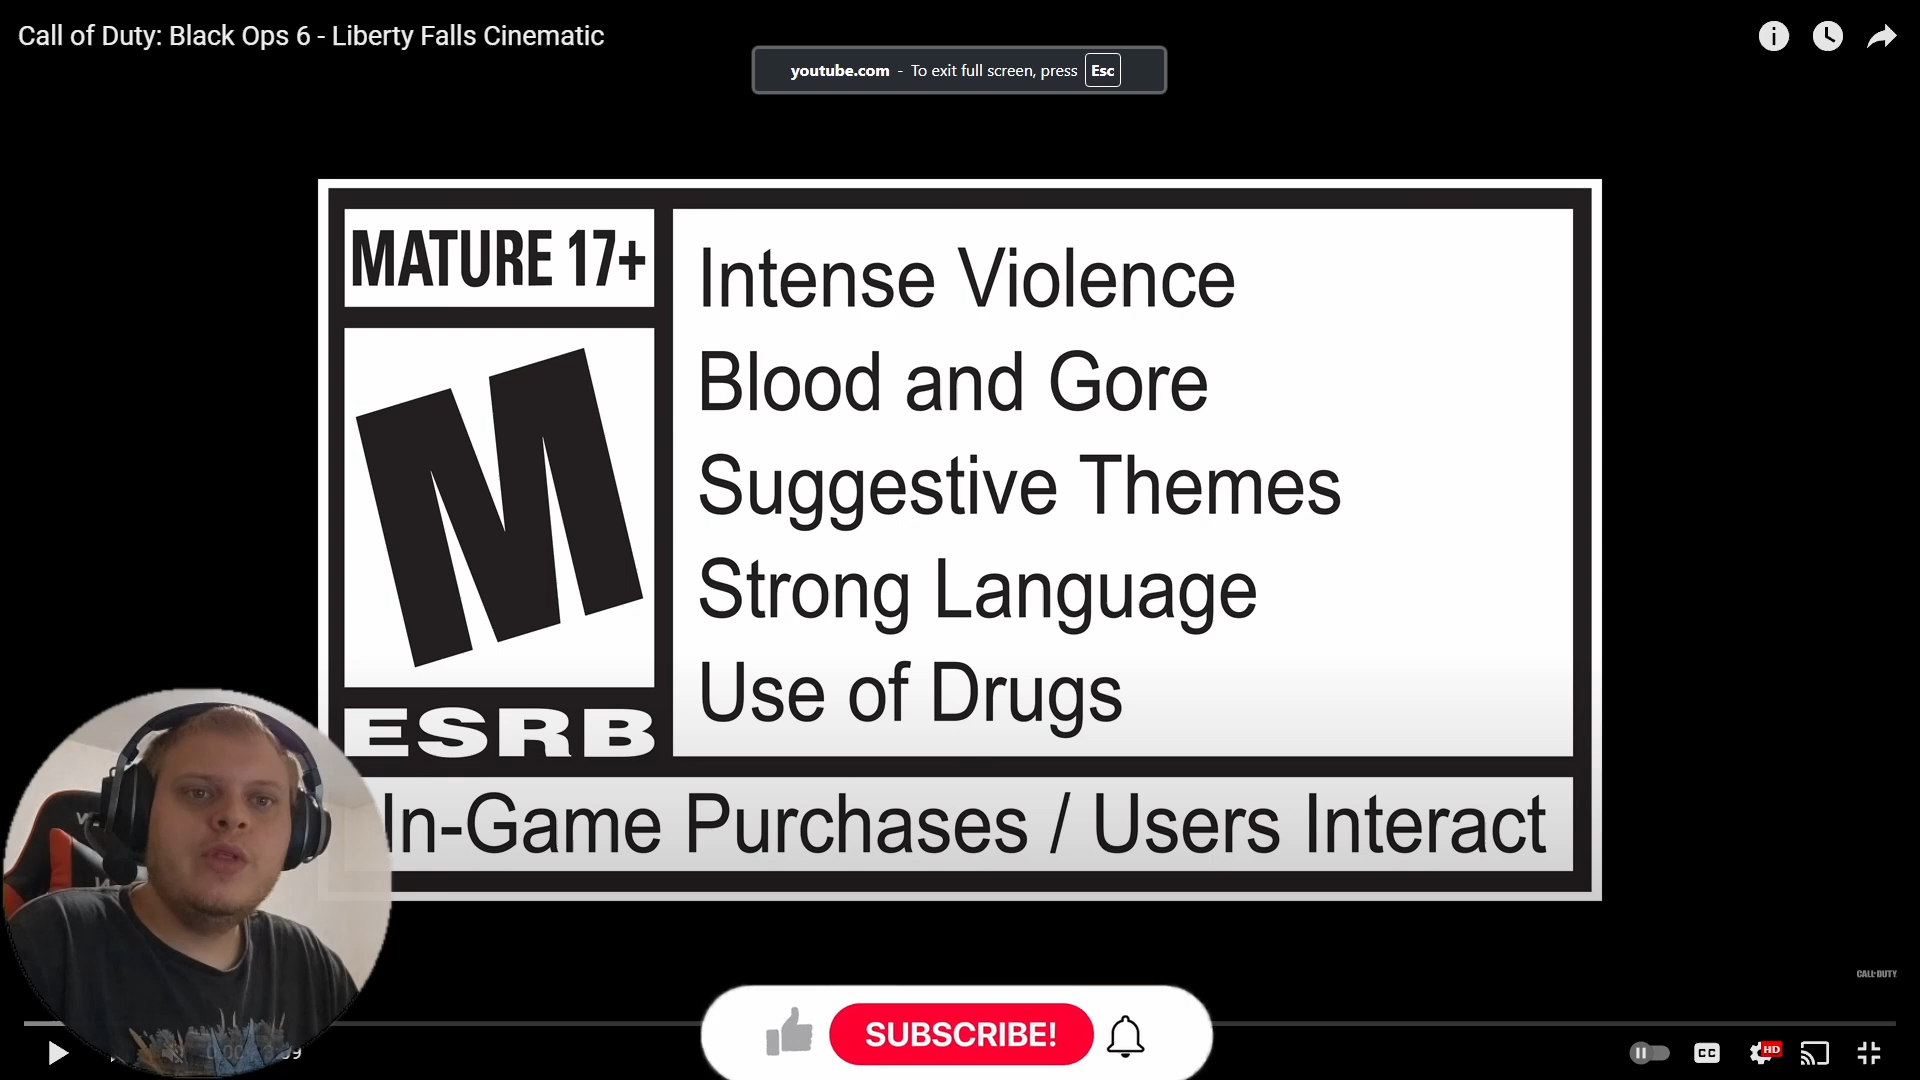 Call of Duty: Black Ops 6 - Liberty Falls Cinematic
youtube.com - To exit full screen, press Esc
MATURE 17+
M
ESRB
Intense Violence
Blood and Gore
Suggestive Themes
Strong Language
Use of Drugs
In-Game Purchases / Users Interact
CALL·DUTY
SUBSCRIBE!
CC
HD